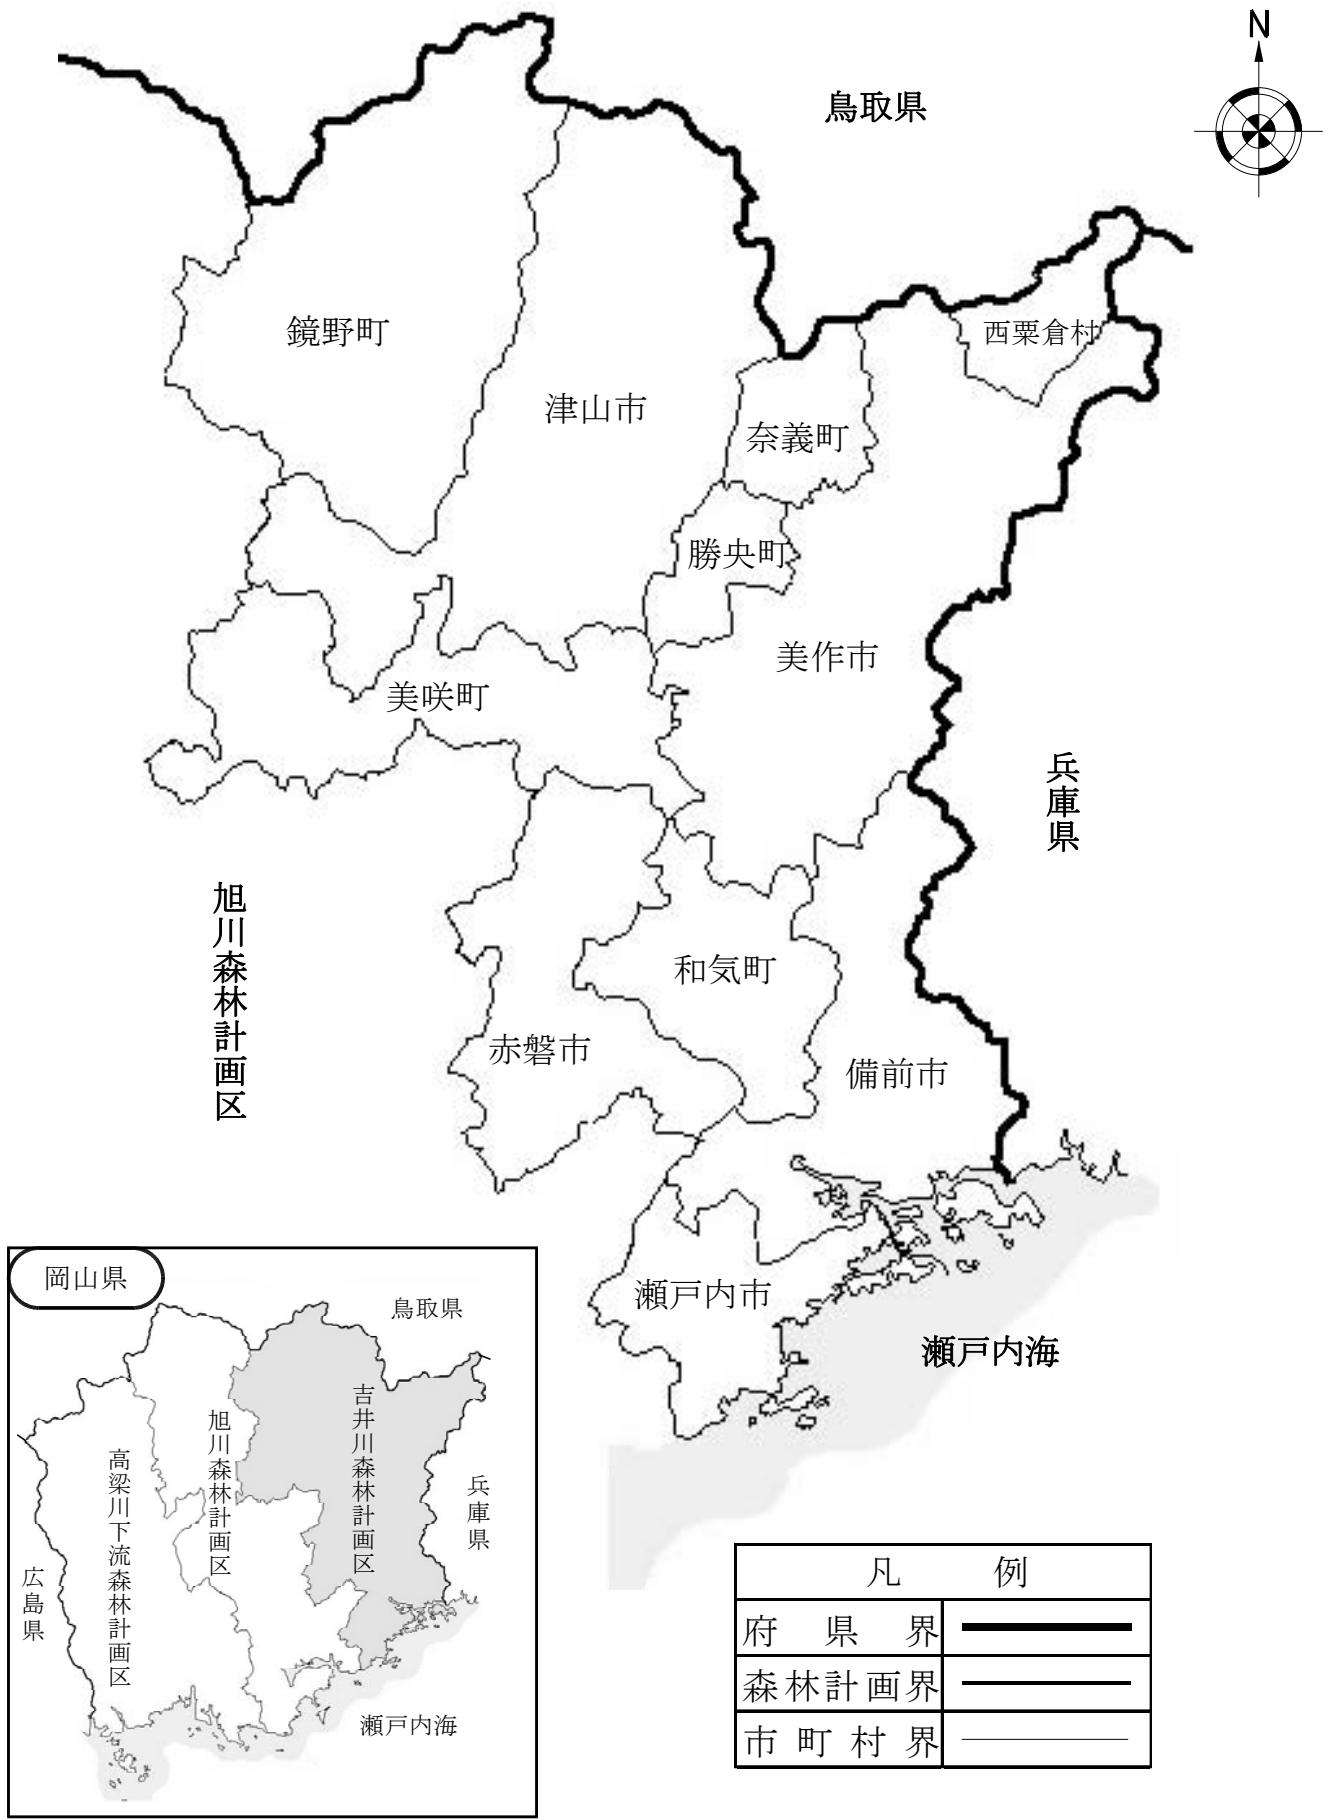 N
鳥取県
鏡野町
西粟倉村
津山市
奈義町
勝央町
美作市
美咲町
兵庫県
旭川森林計画区
和気町
赤磐市
備前市
瀬戸内市
瀬戸内海
岡山県
鳥取県
吉井川森林計画区
旭川森林計画区
高梁川下流森林計画区
兵庫県
広島県
瀬戸内海
凡 例
府 県 界
森林計画界
市 町 村 界